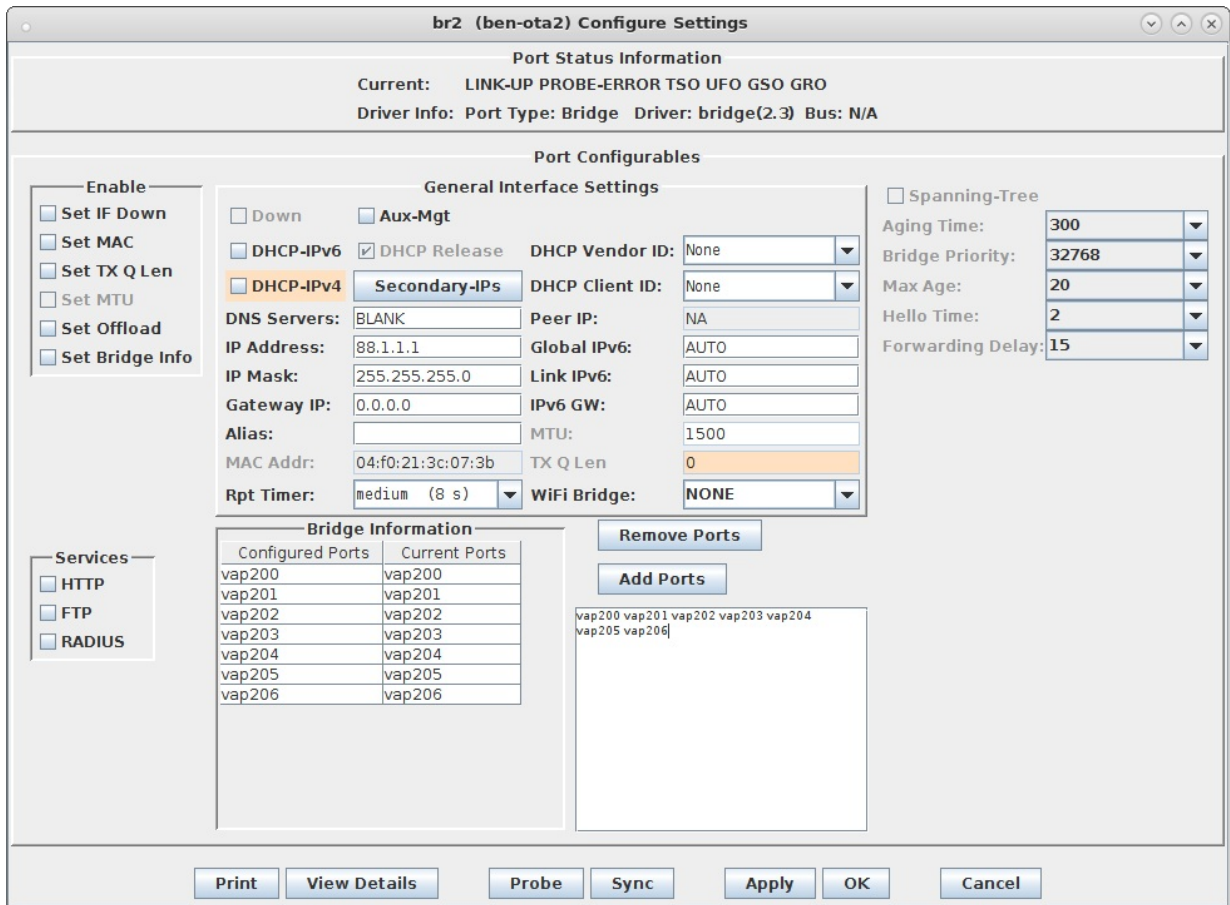 br2 (ben-ota2) Configure Settings
Port Status Information
Current: LINK-UP PROBE-ERROR TSO UFO GSO GRO
Driver Info: Port Type: Bridge Driver: bridge(2.3) Bus: N/A
Port Configurables
Enable
Set IF Down
Set MAC
Set TX Q Len
Set MTU
Set Offload
Set Bridge Info
General Interface Settings
Down Aux-Mgt
DHCP-IPv6 DHCP Release DHCP Vendor ID: None
DHCP-IPv4 Secondary-IPs DHCP Client ID: None
DNS Servers: BLANK Peer IP: NA
IP Address: 88.1.1.1 Global IPv6: AUTO
IP Mask: 255.255.255.0 Link IPv6: AUTO
Gateway IP: 0.0.0.0 IPv6 GW: AUTO
Alias: MTU: 1500
MAC Addr: 04:f0:21:3c:07:3b TX Q Len 0
Rpt Timer: medium (8 s) WiFi Bridge: NONE
Spanning-Tree
Aging Time: 300
Bridge Priority: 32768
Max Age: 20
Hello Time: 2
Forwarding Delay: 15
Services
HTTP
FTP
RADIUS
Bridge Information
Configured Ports Current Ports
vap200 vap200
vap201 vap201
vap202 vap202
vap203 vap203
vap204 vap204
vap205 vap205
vap206 vap206
Remove Ports
Add Ports
vap200 vap201 vap202 vap203 vap204
vap205 vap206
Print View Details Probe Sync Apply OK Cancel